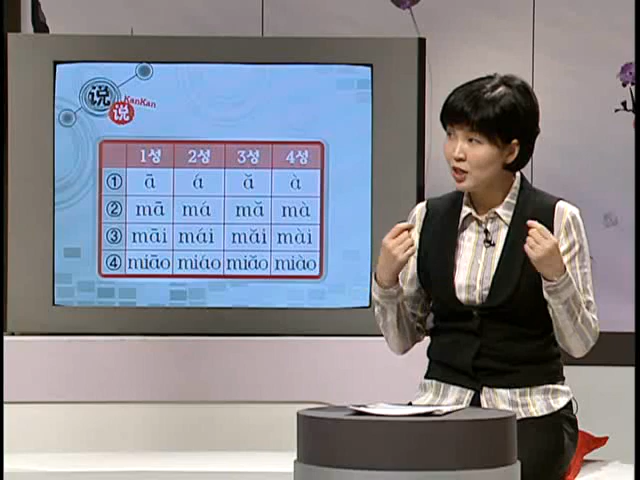 说
说
KanKan
1성 2성 3성 4성
① ā á ǎ à
② mā má mǎ mà
③ māi mái mǎi mài
④ miāo miáo miǎo miào